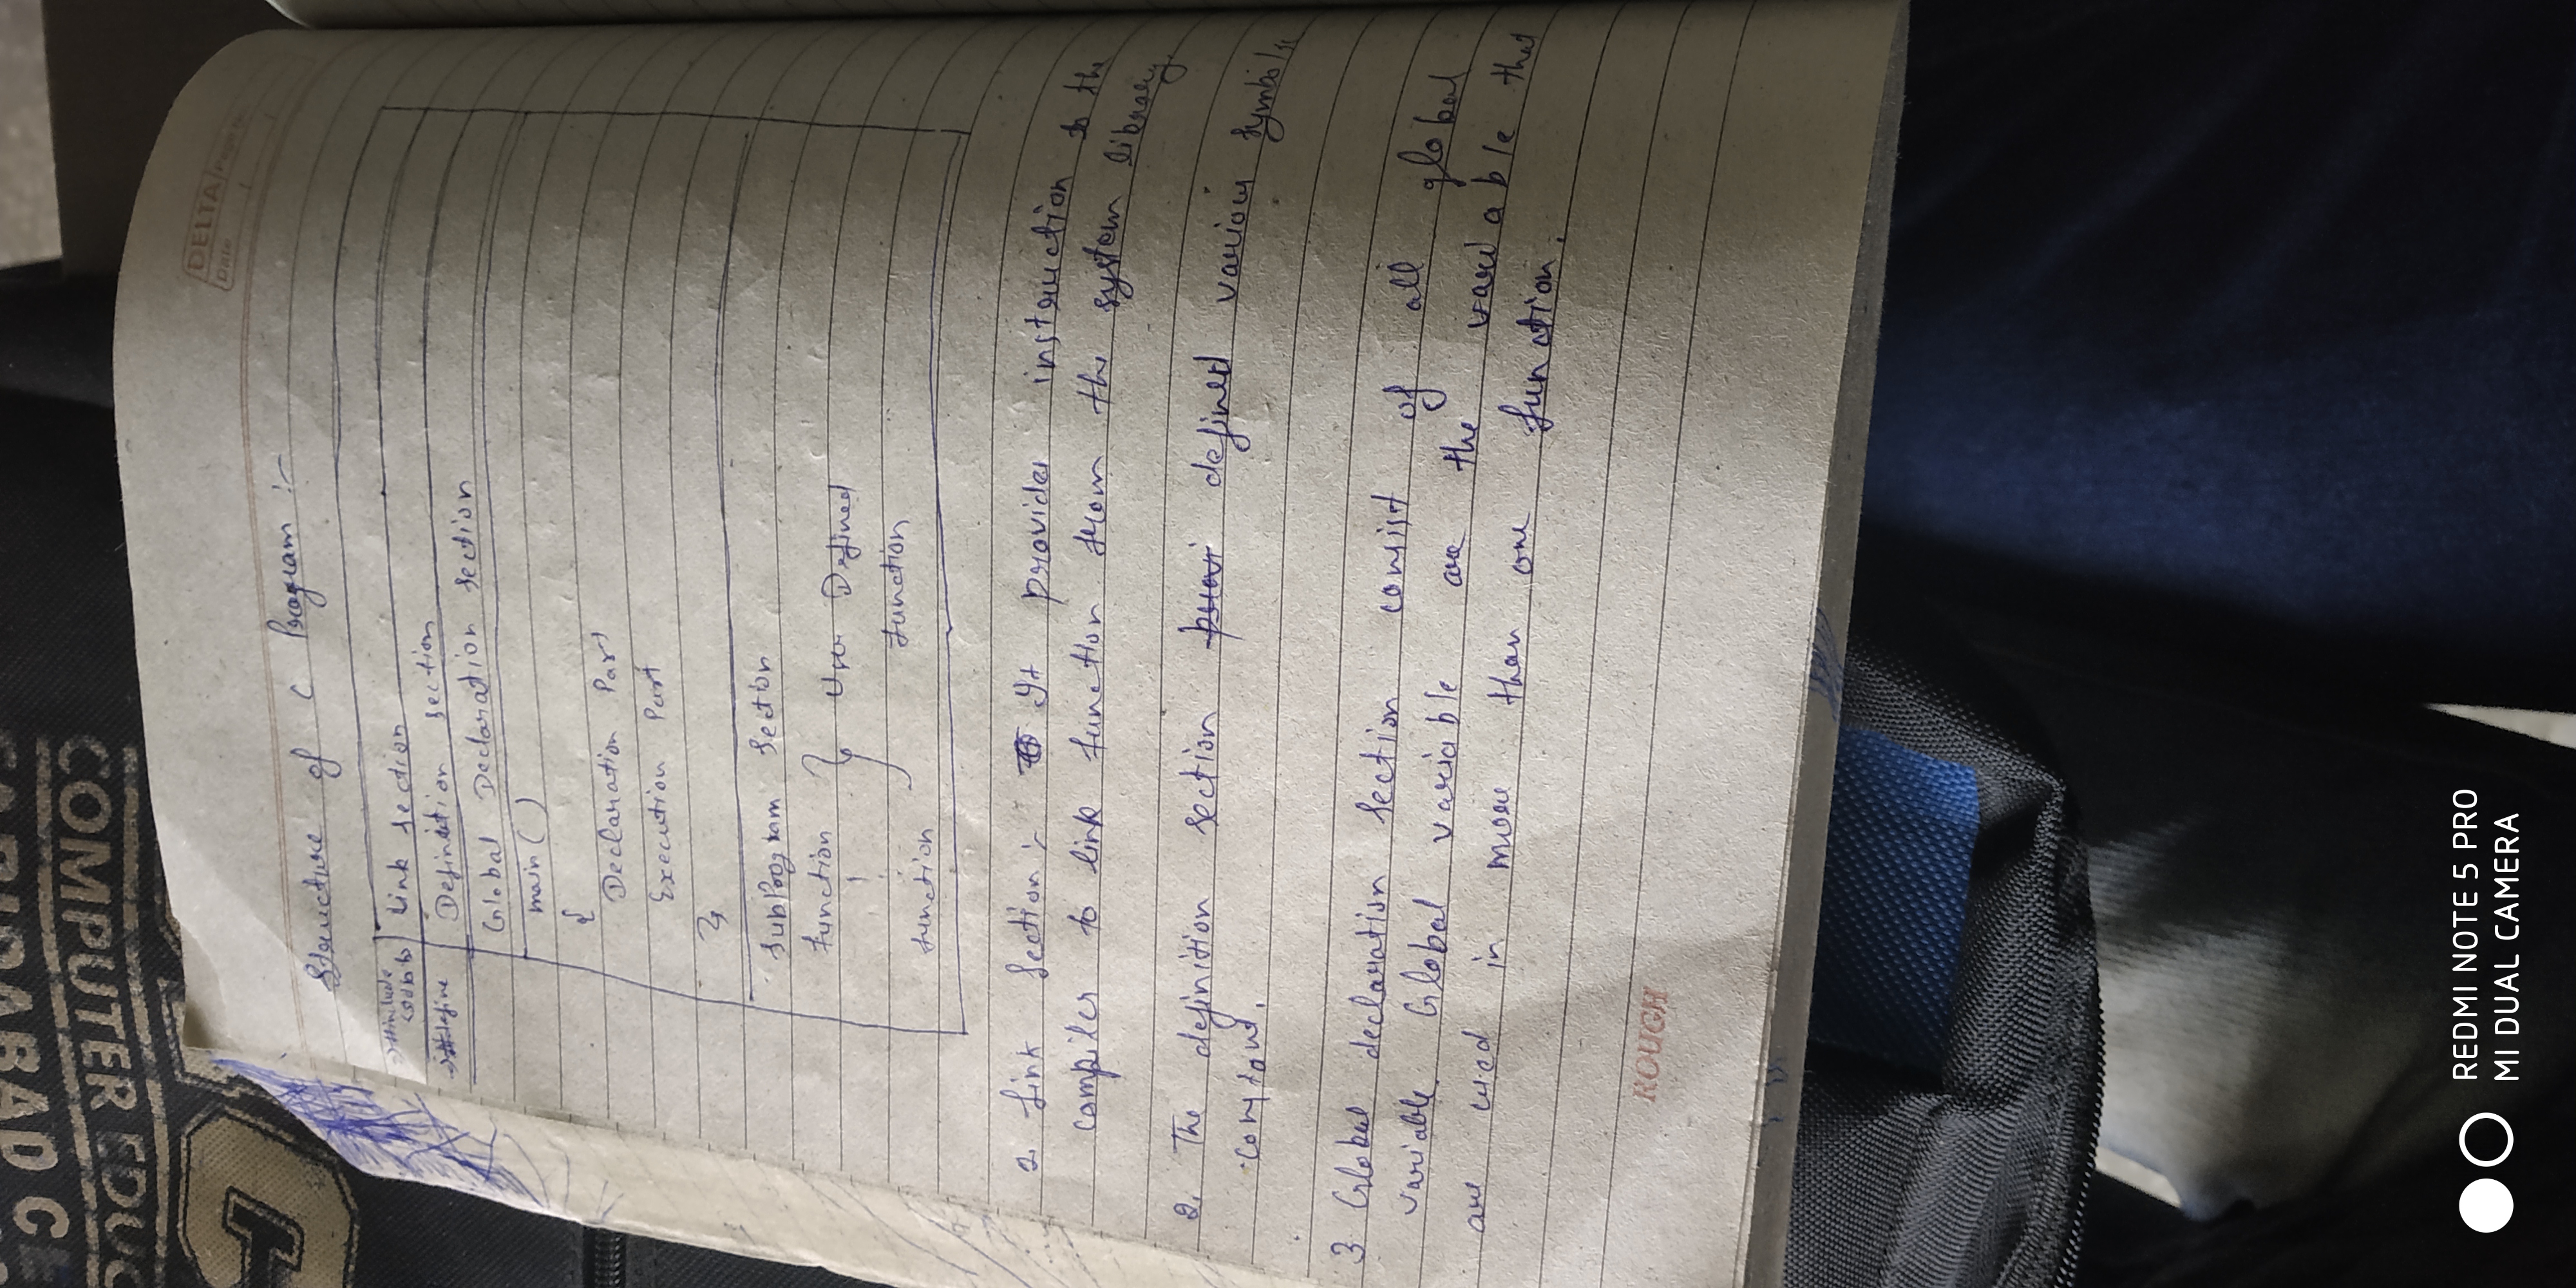 FARIDABAD CE
COMPUTER EDUC
DELTA Page No.
Date
Structure of C Program :-
→ #include Link Section
→ #define Definition Section
Global Declaration Section
main ( )
{
Declaration Part
Execution Part
}
SubProgram Section
Function
User Defined
function
function
Link Section :- It provides instruction to the
compiler to link function from the system library.
2. The definition section defined various symbolic
constant.
3 Global declaration Section consist of all global
variable. Global variable are the variable that
are used in more than one function.
ROUGH
REDMI NOTE 5 PRO
MI DUAL CAMERA